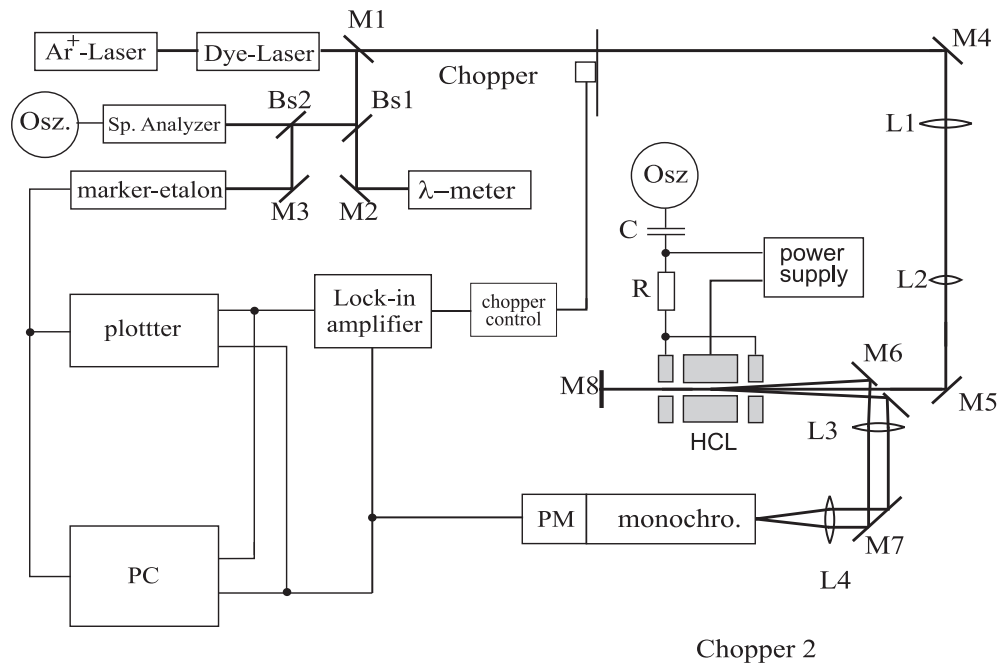 M1
M4
Ar+-Laser
Dye-Laser
Chopper
Bs2
Bs1
Osz.
Sp. Analyzer
L1
marker-etalon
λ-meter
Osz
M3
M2
C
power
supply
L2
R
Lock-in
amplifier
chopper
control
plottter
M6
M8
M5
L3
HCL
PM
monochro.
M7
PC
L4
Chopper 2